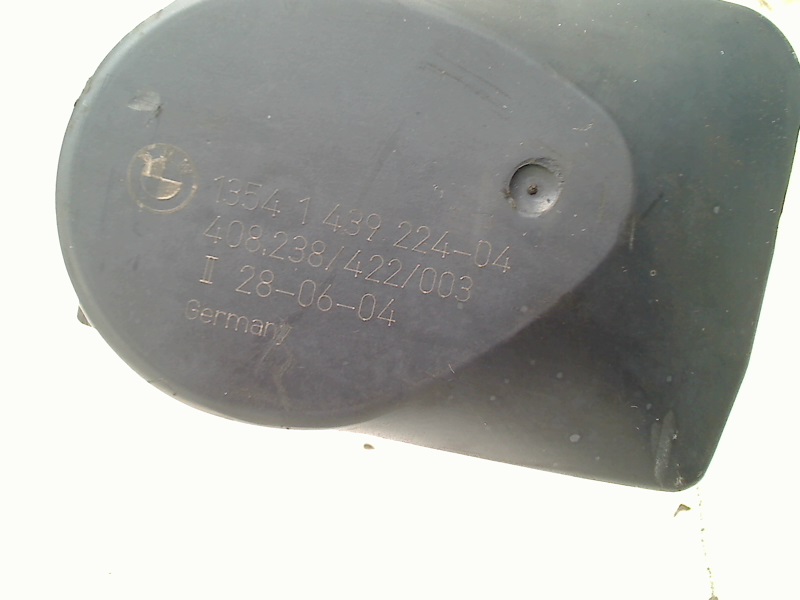 1354 1 439 224-04
408.238/422/003
II 28-06-04
Germany